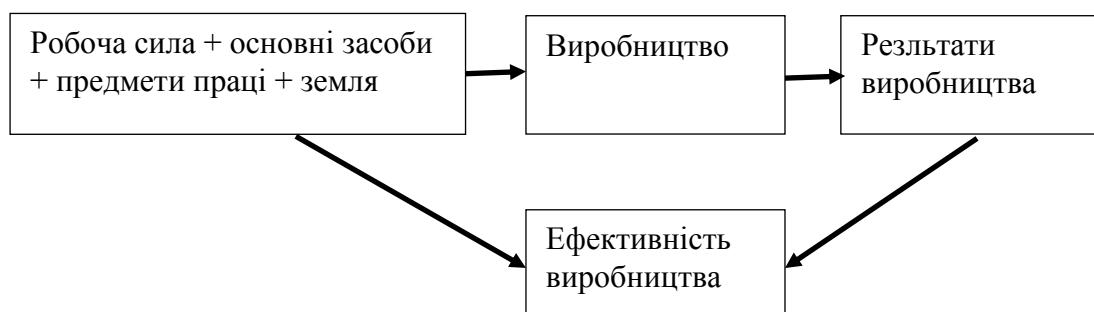 Робоча сила + основні засоби
+ предмети праці + земля
Виробництво
Резльтати
виробництва
Ефективність
виробництва